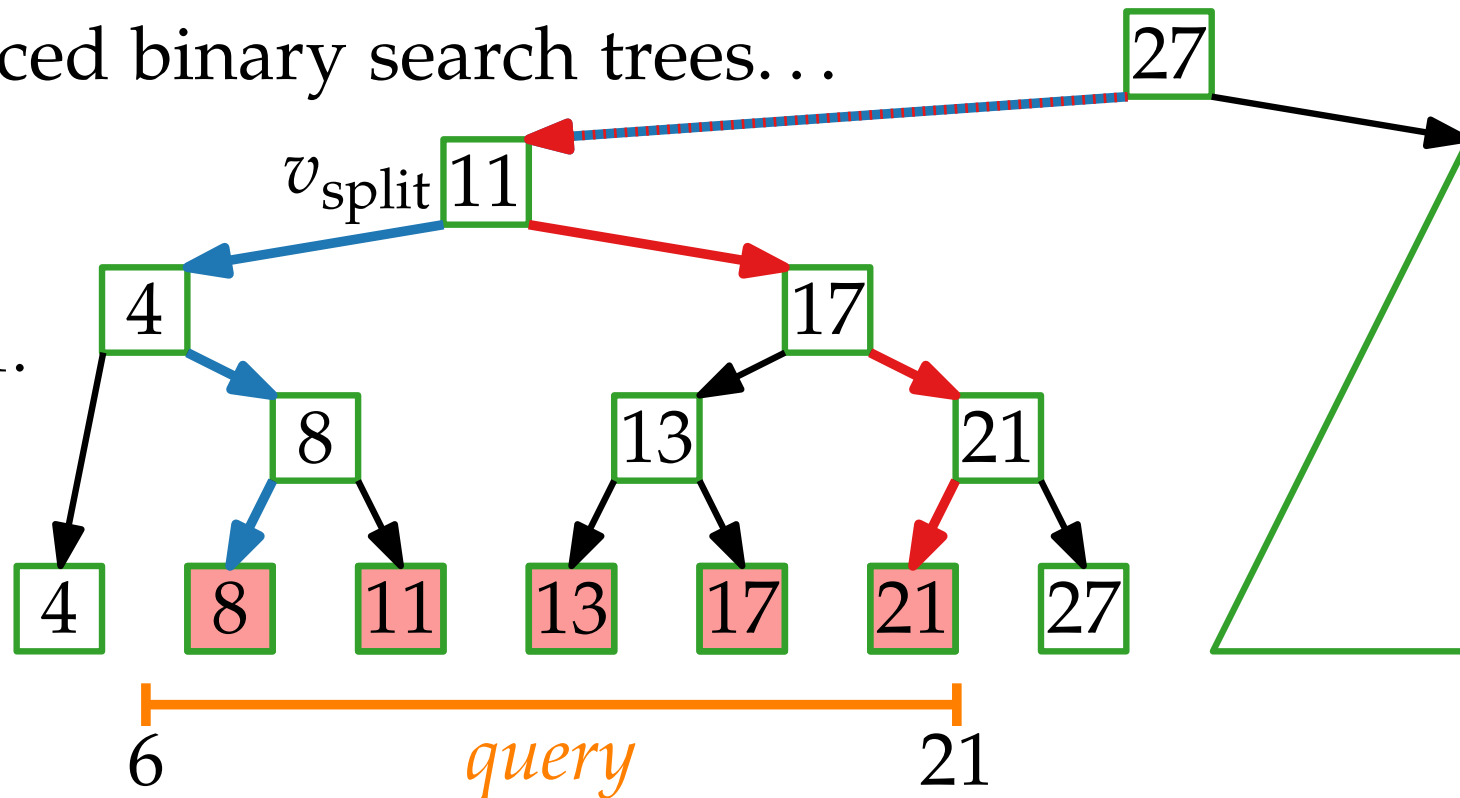 ced binary search trees…
27
v_split 11
4 17
8 13 21
4 8 11 13 17 21 27
6 query 21